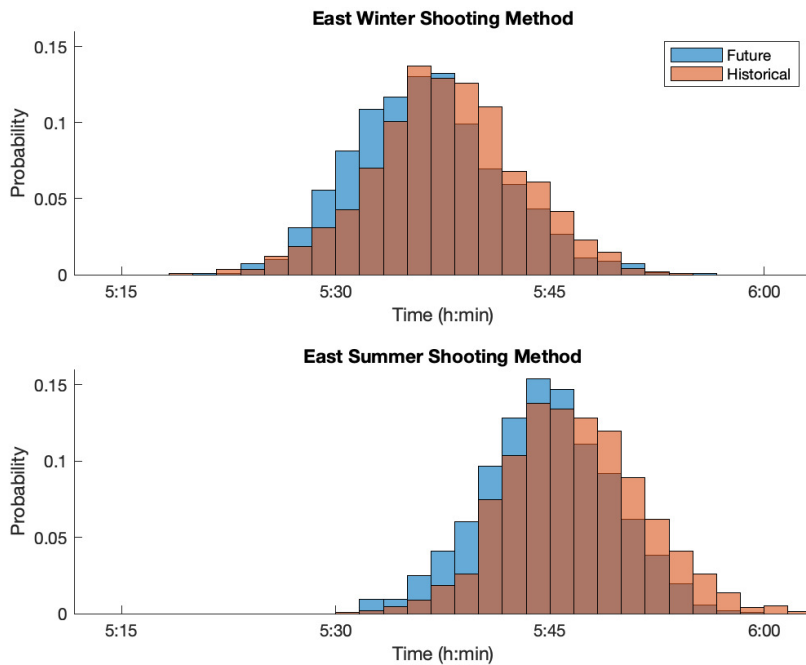 East Winter Shooting Method
Future
Historical
0.15
0.1
0.05
0
Probability
5:15 5:30 5:45 6:00
Time (h:min)
East Summer Shooting Method
0.15
0.1
0.05
0
Probability
5:15 5:30 5:45 6:00
Time (h:min)